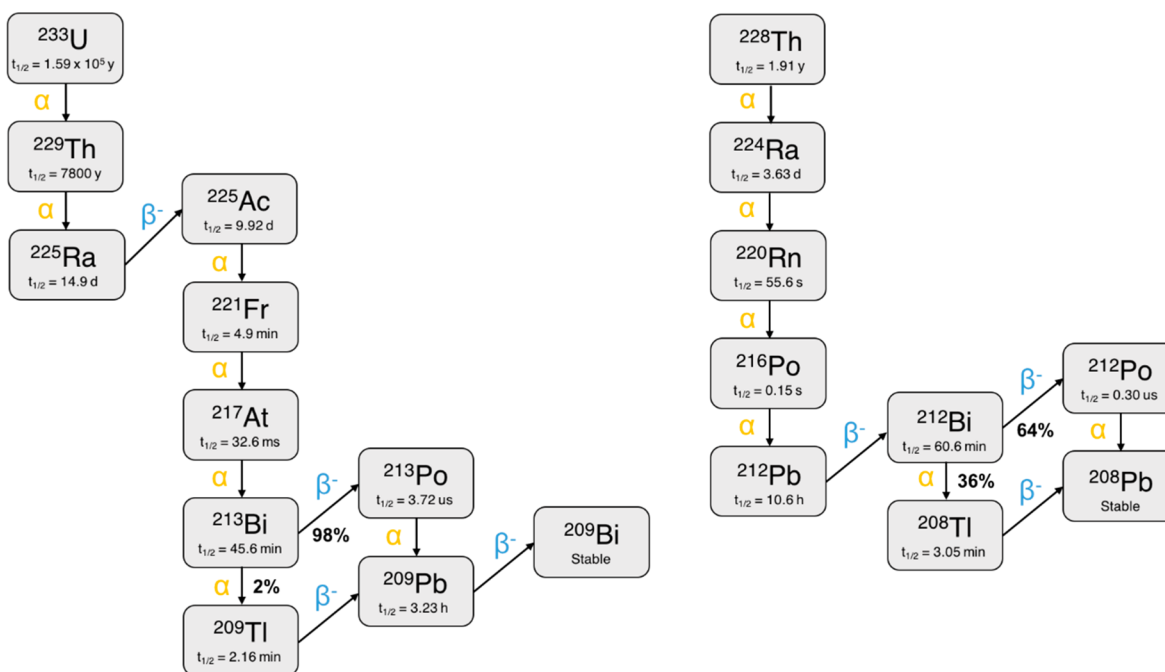 ²³³U
t₁/₂ = 1.59 x 10⁵ y
α
²²⁹Th
t₁/₂ = 7800 y
α
²²⁵Ra
t₁/₂ = 14.9 d
β⁻
²²⁵Ac
t₁/₂ = 9.92 d
α
²²¹Fr
t₁/₂ = 4.9 min
α
²¹⁷At
t₁/₂ = 32.6 ms
α
²¹³Bi
t₁/₂ = 45.6 min
β⁻
98%
α
2%
²⁰⁹Tl
t₁/₂ = 2.16 min
β⁻
²¹³Po
t₁/₂ = 3.72 us
α
²⁰⁹Pb
t₁/₂ = 3.23 h
β⁻
²⁰⁹Bi
Stable
²²⁸Th
t₁/₂ = 1.91 y
α
²²⁴Ra
t₁/₂ = 3.63 d
α
²²⁰Rn
t₁/₂ = 55.6 s
α
²¹⁶Po
t₁/₂ = 0.15 s
α
²¹²Pb
t₁/₂ = 10.6 h
β⁻
²¹²Bi
t₁/₂ = 60.6 min
β⁻
64%
α
36%
²⁰⁸Tl
t₁/₂ = 3.05 min
β⁻
²¹²Po
t₁/₂ = 0.30 us
α
²⁰⁸Pb
Stable